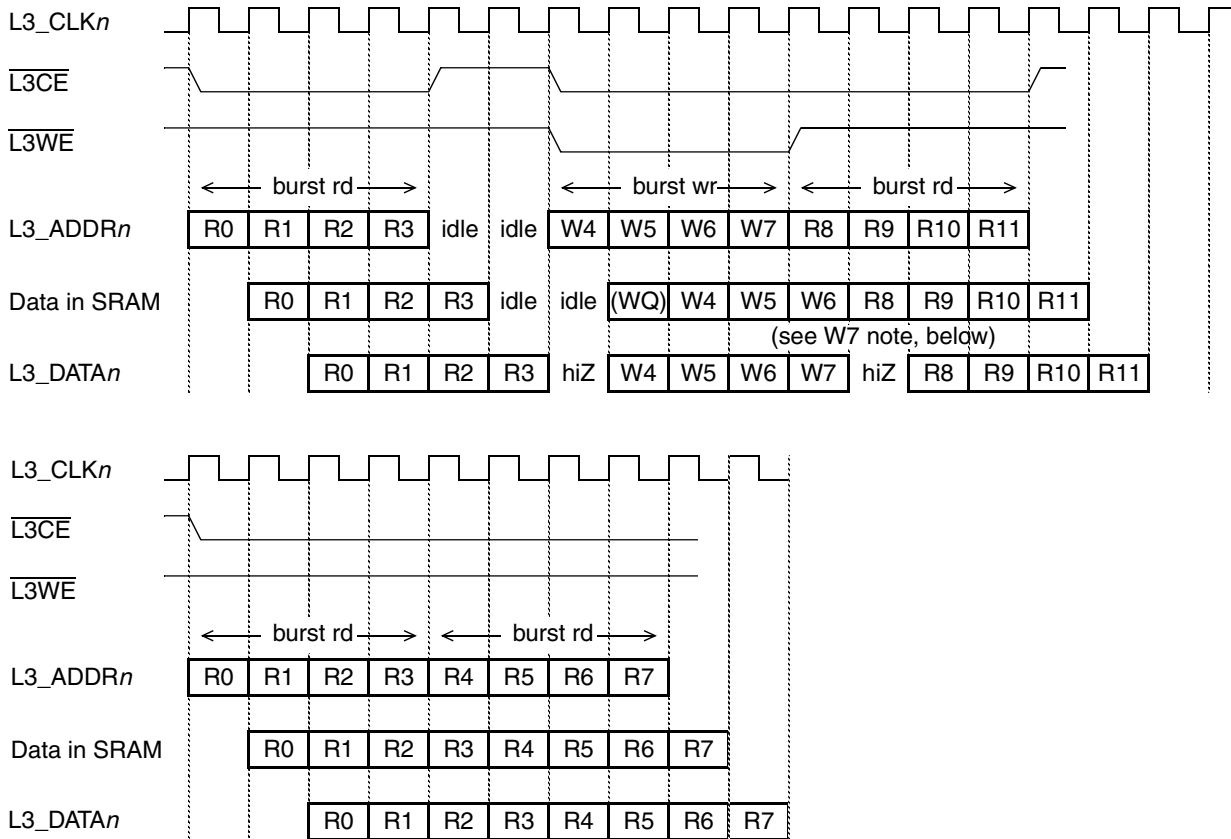 L3_CLKn
L3CE
L3WE
burst rd burst wr burst rd
L3_ADDRn R0 R1 R2 R3 idle idle W4 W5 W6 W7 R8 R9 R10 R11
Data in SRAM R0 R1 R2 R3 idle idle (WQ) W4 W5 W6 R8 R9 R10 R11
(see W7 note, below)
L3_DATAn R0 R1 R2 R3 hiZ W4 W5 W6 W7 hiZ R8 R9 R10 R11
L3_CLKn
L3CE
L3WE
burst rd burst rd
L3_ADDRn R0 R1 R2 R3 R4 R5 R6 R7
Data in SRAM R0 R1 R2 R3 R4 R5 R6 R7
L3_DATAn R0 R1 R2 R3 R4 R5 R6 R7